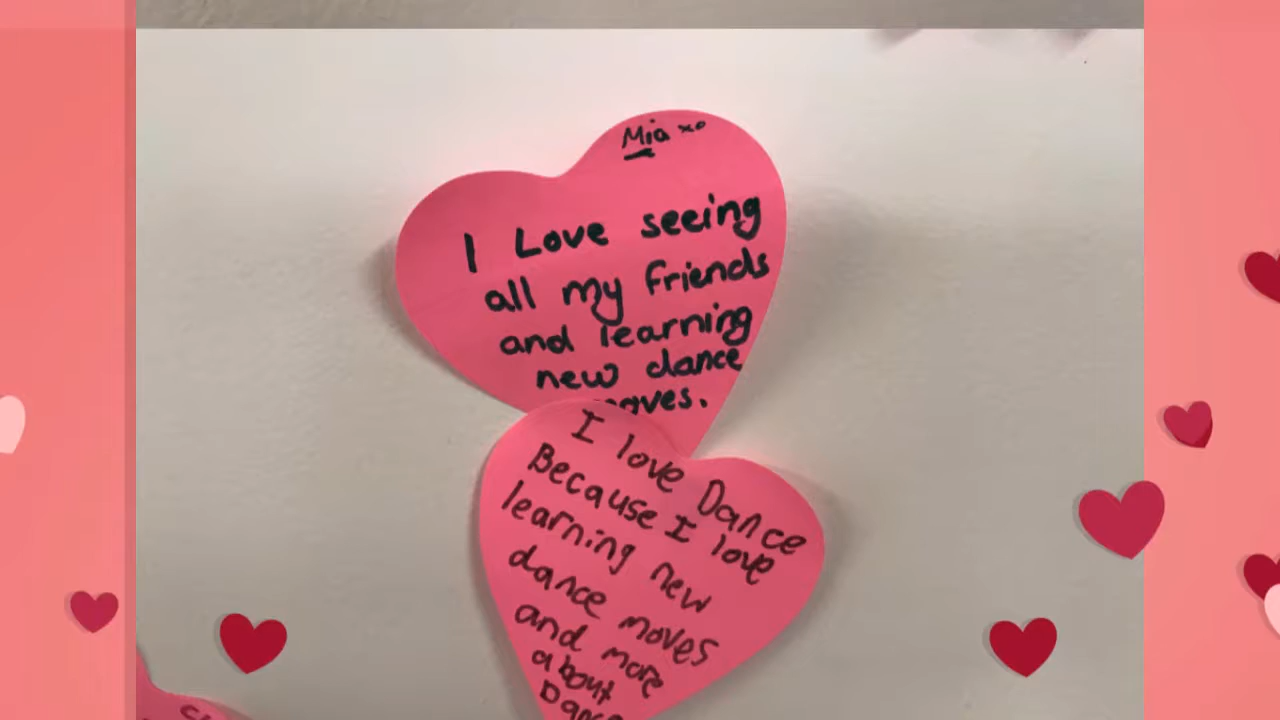 Mia xo
I Love seeing
all my friends
and learning
new dance
moves.
I love Dance
Because I love
learning new
dance moves
and more
about
Dance